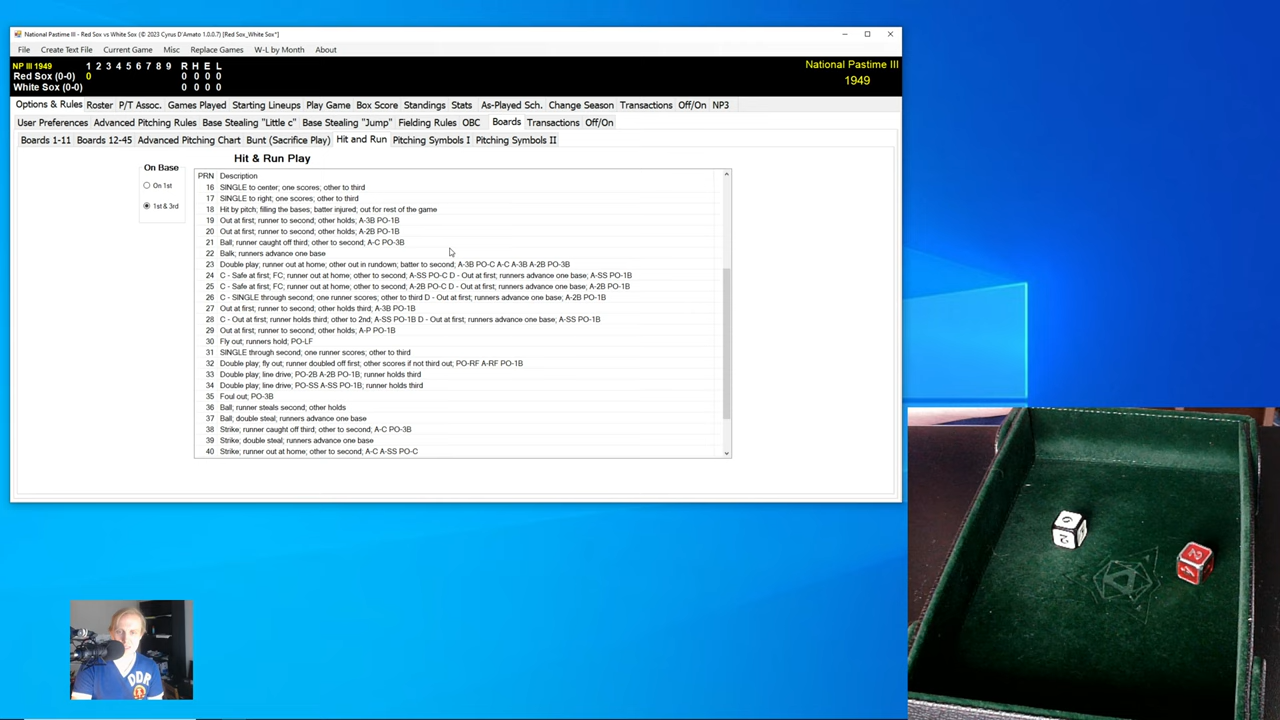 National Pastime III - Red Sox vs White Sox (© 2023 Cyrus D'Amato 1.0.0.7) [Red Sox_White Sox*]
File Create Text File Current Game Misc Replace Games W-L by Month About
NP III 1949 1 2 3 4 5 6 7 8 9 R H E L
Red Sox (0-0) 0 0 0 0 0
White Sox (0-0) 0 0 0 0
National Pastime III
1949
Options & Rules Roster P/T Assoc. Games Played Starting Lineups Play Game Box Score Standings Stats As-Played Sch. Change Season Transactions Off/On NP3
User Preferences Advanced Pitching Rules Base Stealing "Little c" Base Stealing "Jump" Fielding Rules OBC Boards Transactions Off/On
Boards 1-11 Boards 12-45 Advanced Pitching Chart Bunt (Sacrifice Play) Hit and Run Pitching Symbols I Pitching Symbols II
Hit & Run Play
On Base
On 1st
1st & 3rd
PRN Description
16 SINGLE to center; one scores; other to third
17 SINGLE to right; one scores; other to third
18 Hit by pitch; filling the bases; batter injured; out for rest of the game
19 Out at first; runner to second; other holds; A-3B PO-1B
20 Out at first; runner to second; other holds; A-2B PO-1B
21 Ball; runner caught off third; other to second; A-C PO-3B
22 Balk; runners advance one base
23 Double play; runner out at home; other out in rundown; batter to second; A-3B PO-C A-C A-3B A-2B PO-3B
24 C - Safe at first; FC; runner out at home; other to second; A-SS PO-C D - Out at first; runners advance one base; A-SS PO-1B
25 C - Safe at first; FC; runner out at home; other to second; A-2B PO-C D - Out at first; runners advance one base; A-2B PO-1B
26 C - SINGLE through second; one runner scores; other to third D - Out at first; runners advance one base; A-2B PO-1B
27 Out at first; runner to second; other holds third; A-3B PO-1B
28 C - Out at first; runner holds third; other to 2nd; A-SS PO-1B D - Out at first; runners advance one base; A-SS PO-1B
29 Out at first; runner to second; other holds; A-P PO-1B
30 Fly out; runners hold; PO-LF
31 SINGLE through second; one runner scores; other to third
32 Double play; fly out; runner doubled off first; other scores if not third out; PO-RF A-RF PO-1B
33 Double play; line drive; PO-2B A-2B PO-1B; runner holds third
34 Double play; line drive; PO-SS A-SS PO-1B; runner holds third
35 Foul out; PO-3B
36 Ball; runner steals second; other holds
37 Ball; double steal; runners advance one base
38 Strike; runner caught off third; other to second; A-C PO-3B
39 Strike; double steal; runners advance one base
40 Strike; runner out at home; other to second; A-C A-SS PO-C
DDR